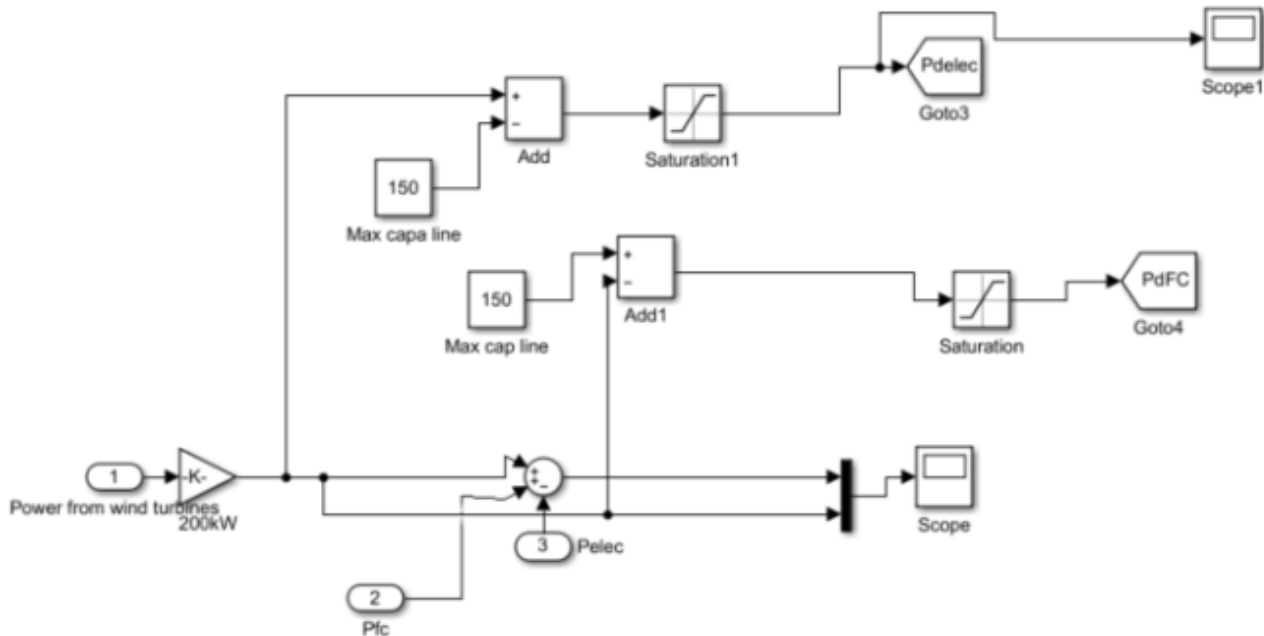 Pdelec
Goto3
Scope1
+
−
Add
Saturation1
150
Max capa line
+
−
Add1
150
Max cap line
Saturation
PdFC
Goto4
1
Power from wind turbines
-K-
200kW
+
+
−
3
Pelec
Scope
2
Pfc